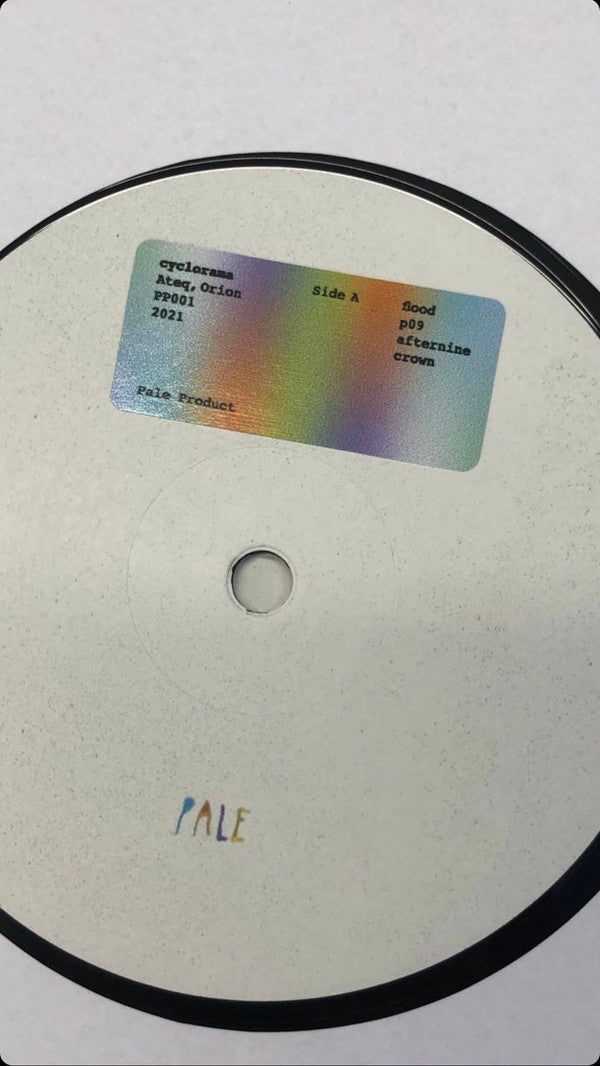 cyclorama
Ateq, Orion
PP001
2021
Pale Product
Side A
flood
p09
afternine
crown
PALE